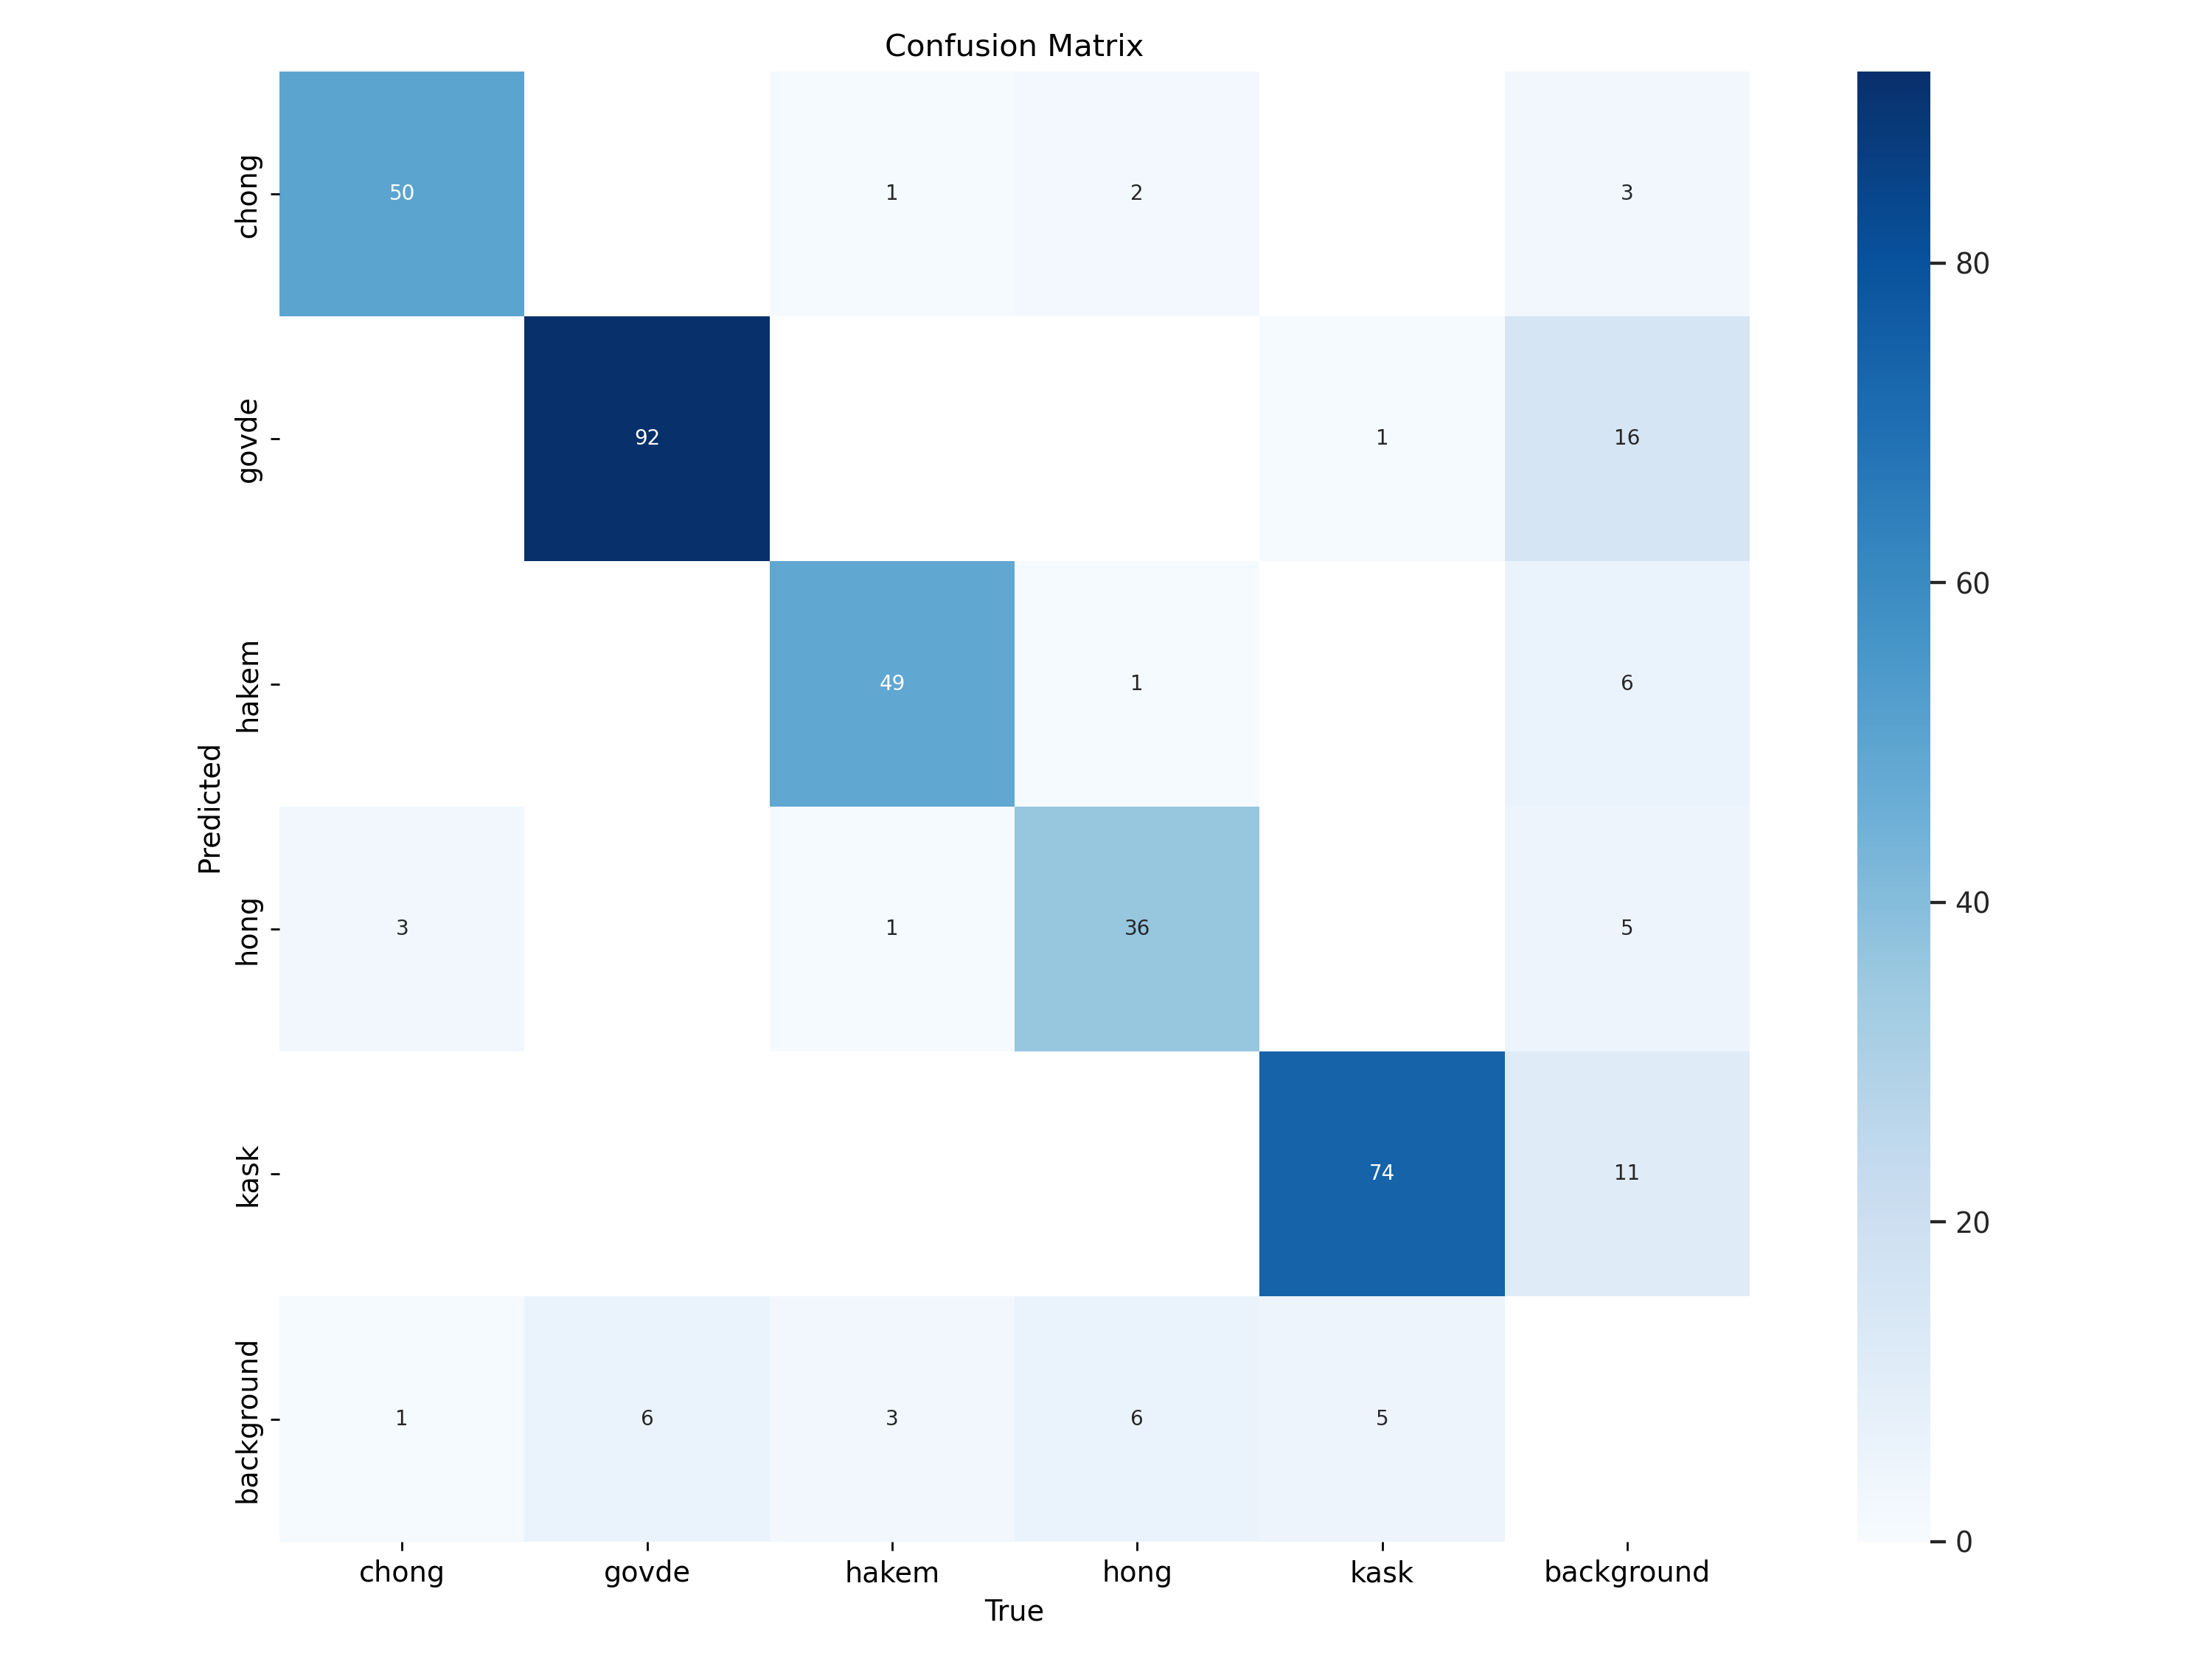 Confusion Matrix
chong 50 1 2 3
80
govde 92 1 16
60
hakem 49 1 6
Predicted
40
hong 3 1 36 5
kask 74 11
20
background 1 6 3 6 5
0
chong govde hakem hong kask background
True